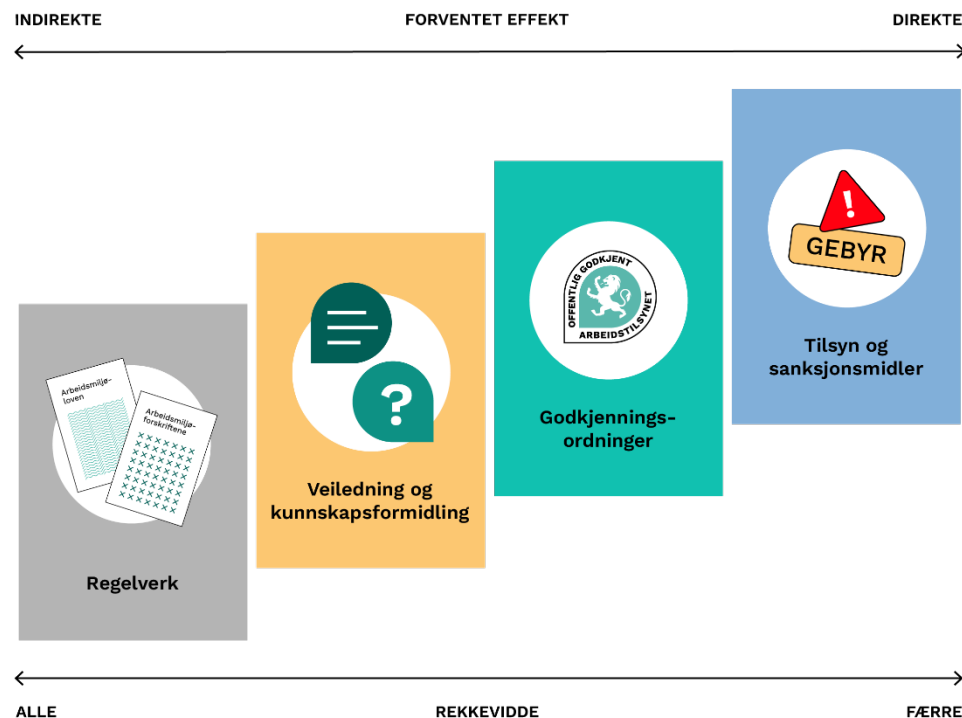 INDIREKTE
FORVENTET EFFEKT
DIREKTE
GEBYR
OFFENTLIG GODKJENT
ARBEIDSTILSYNET
Tilsyn og
sanksjonsmidler
Godkjennings-
ordninger
?
Veiledning og
kunnskapsformidling
Arbeidsmiljø-
loven
Arbeidsmiljø-
forskriftene
Regelverk
ALLE
REKKEVIDDE
FÆRRE